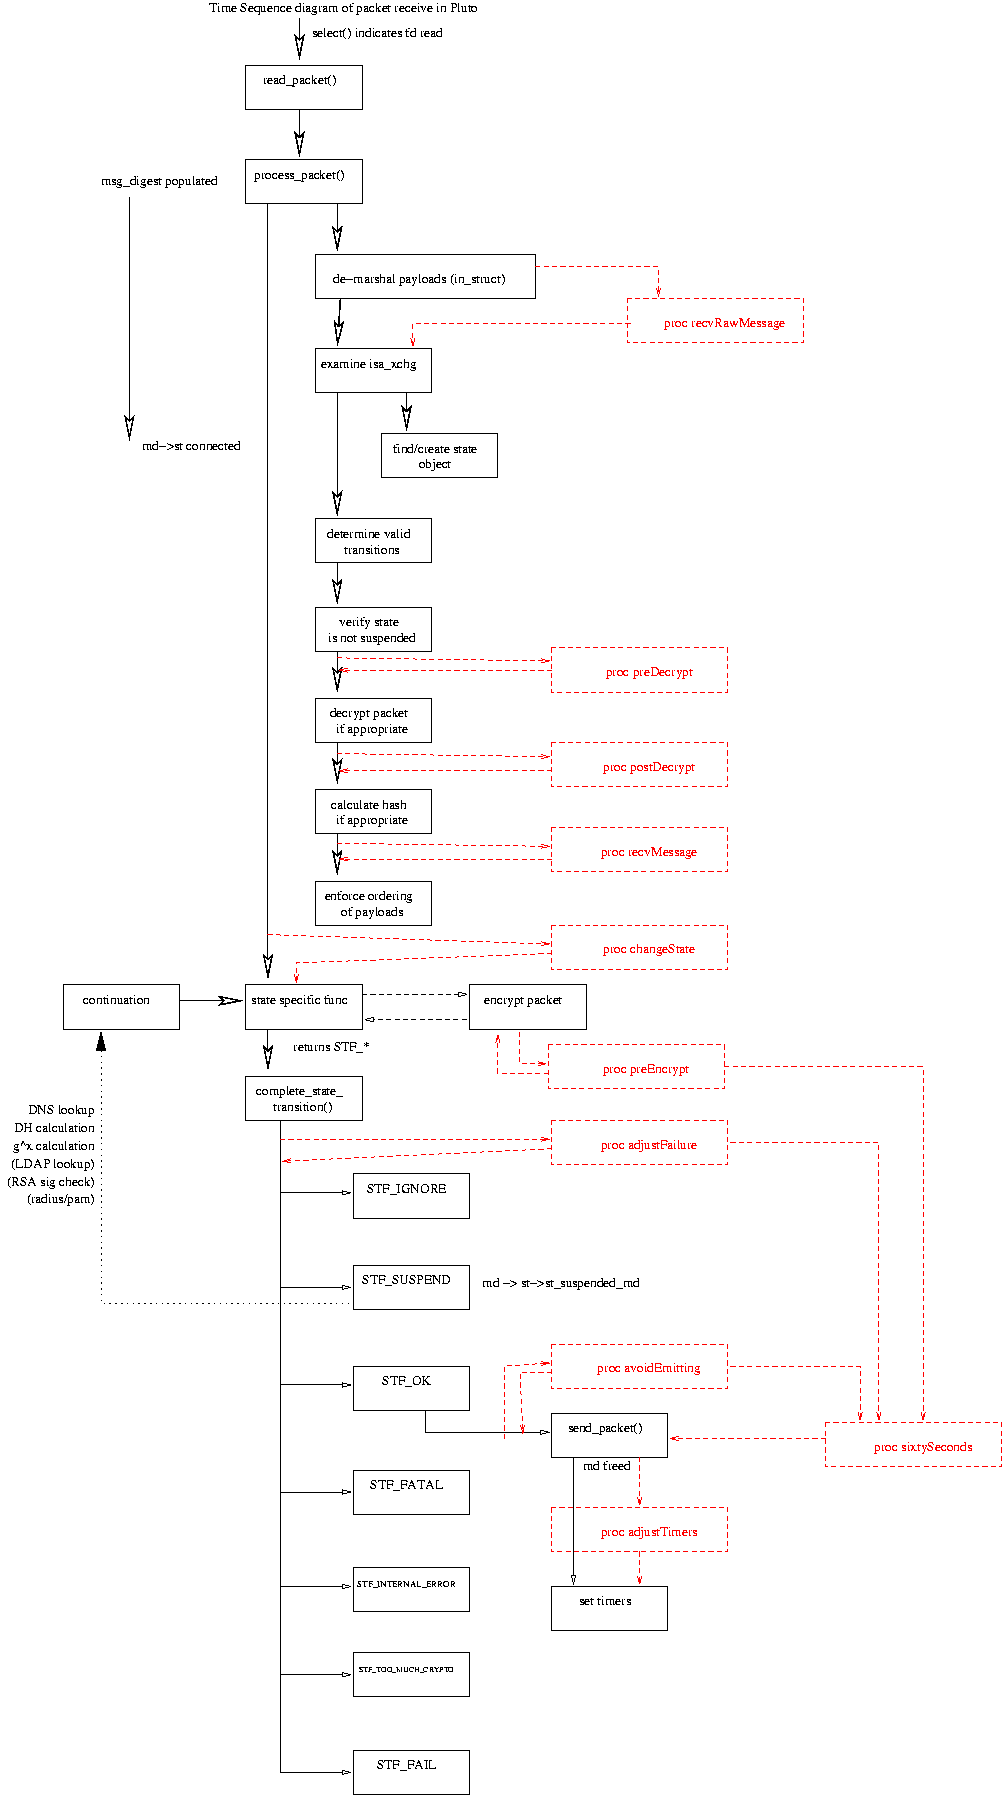 Time Sequence diagram of packet receive in Pluto
select() indicates fd read
read_packet()
process_packet()
msg_digest populated
de-marshal payloads (in_struct)
proc recvRawMessage
examine isa_xchg
md->st connected
find/create state
object
determine valid
transitions
verify state
is not suspended
proc preDecrypt
decrypt packet
if appropriate
proc postDecrypt
calculate hash
if appropriate
proc recvMessage
enforce ordering
of payloads
proc changeState
continuation
state specific func
encrypt packet
returns STF_*
proc preEncrypt
complete_state_
transition()
DNS lookup
DH calculation
g^x calculation
(LDAP lookup)
(RSA sig check)
(radius/pam)
proc adjustFailure
STF_IGNORE
STF_SUSPEND
md -> st->st_suspended_md
proc avoidEmitting
STF_OK
send_packet()
proc sixtySeconds
md freed
STF_FATAL
proc adjustTimers
STF_INTERNAL_ERROR
set timers
STF_TOO_MUCH_CRYPTO
STF_FAIL